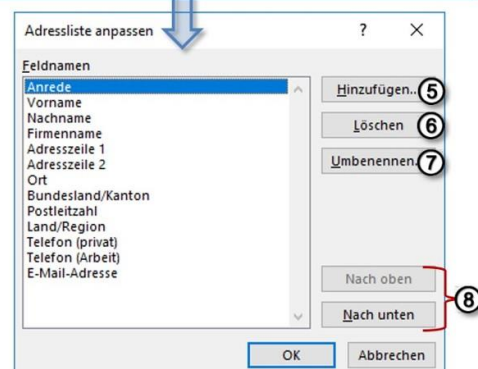 Adressliste anpassen ? X
Feldnamen
Anrede
Vorname
Nachname
Firmenname
Adresszeile 1
Adresszeile 2
Ort
Bundesland/Kanton
Postleitzahl
Land/Region
Telefon (privat)
Telefon (Arbeit)
E-Mail-Adresse
Hinzufügen... 5
Löschen 6
Umbenennen... 7
Nach oben
Nach unten
8
OK Abbrechen